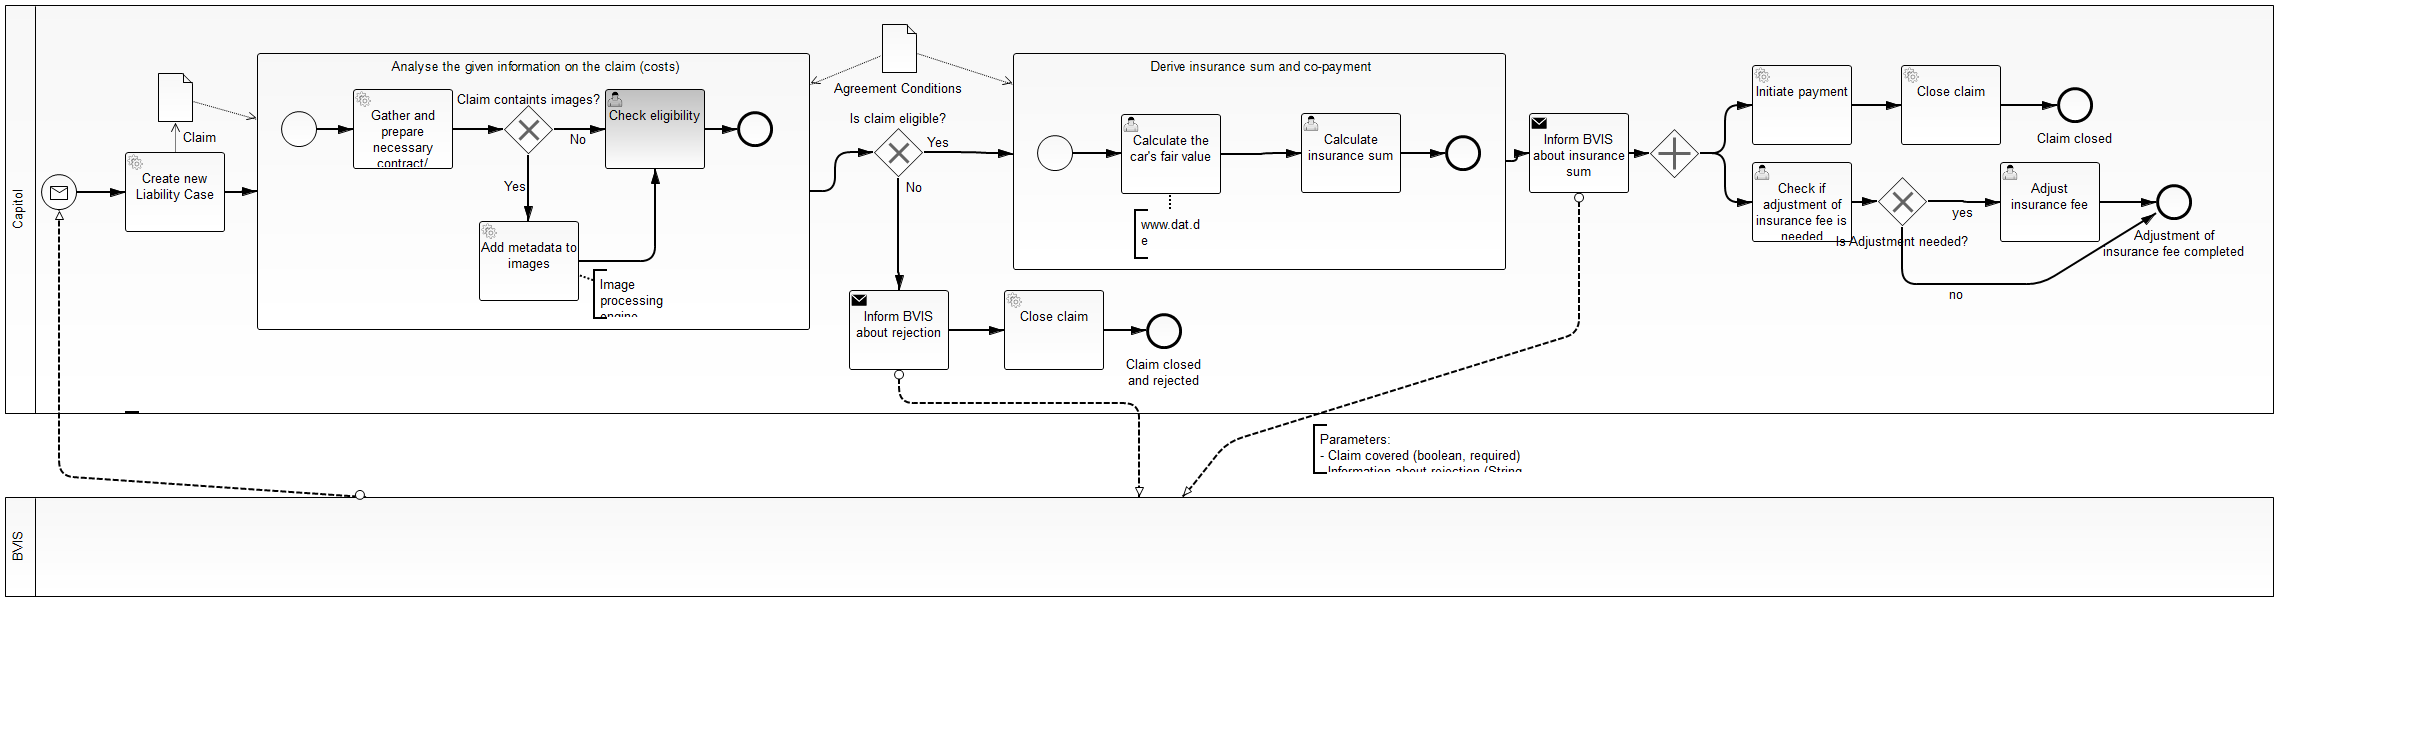 Capitol
Claim
Create new
Liability Case
Analyse the given information on the claim (costs)
Gather and
prepare
necessary
contract/
Claim containts images?
No
Yes
Check eligibility
Add metadata to
images
Image
processing
engine
Agreement Conditions
Is claim eligible?
Yes
No
Inform BVIS
about rejection
Close claim
Claim closed
and rejected
Derive insurance sum and co-payment
Calculate the
car's fair value
www.dat.d
e
Calculate
insurance sum
Inform BVIS
about insurance
sum
Initiate payment
Close claim
Claim closed
Check if
adjustment of
insurance fee is
needed
Is Adjustment needed?
yes
no
Adjust
insurance fee
Adjustment of
insurance fee completed
Parameters:
- Claim covered (boolean, required)
- Information about rejection (String
BVIS